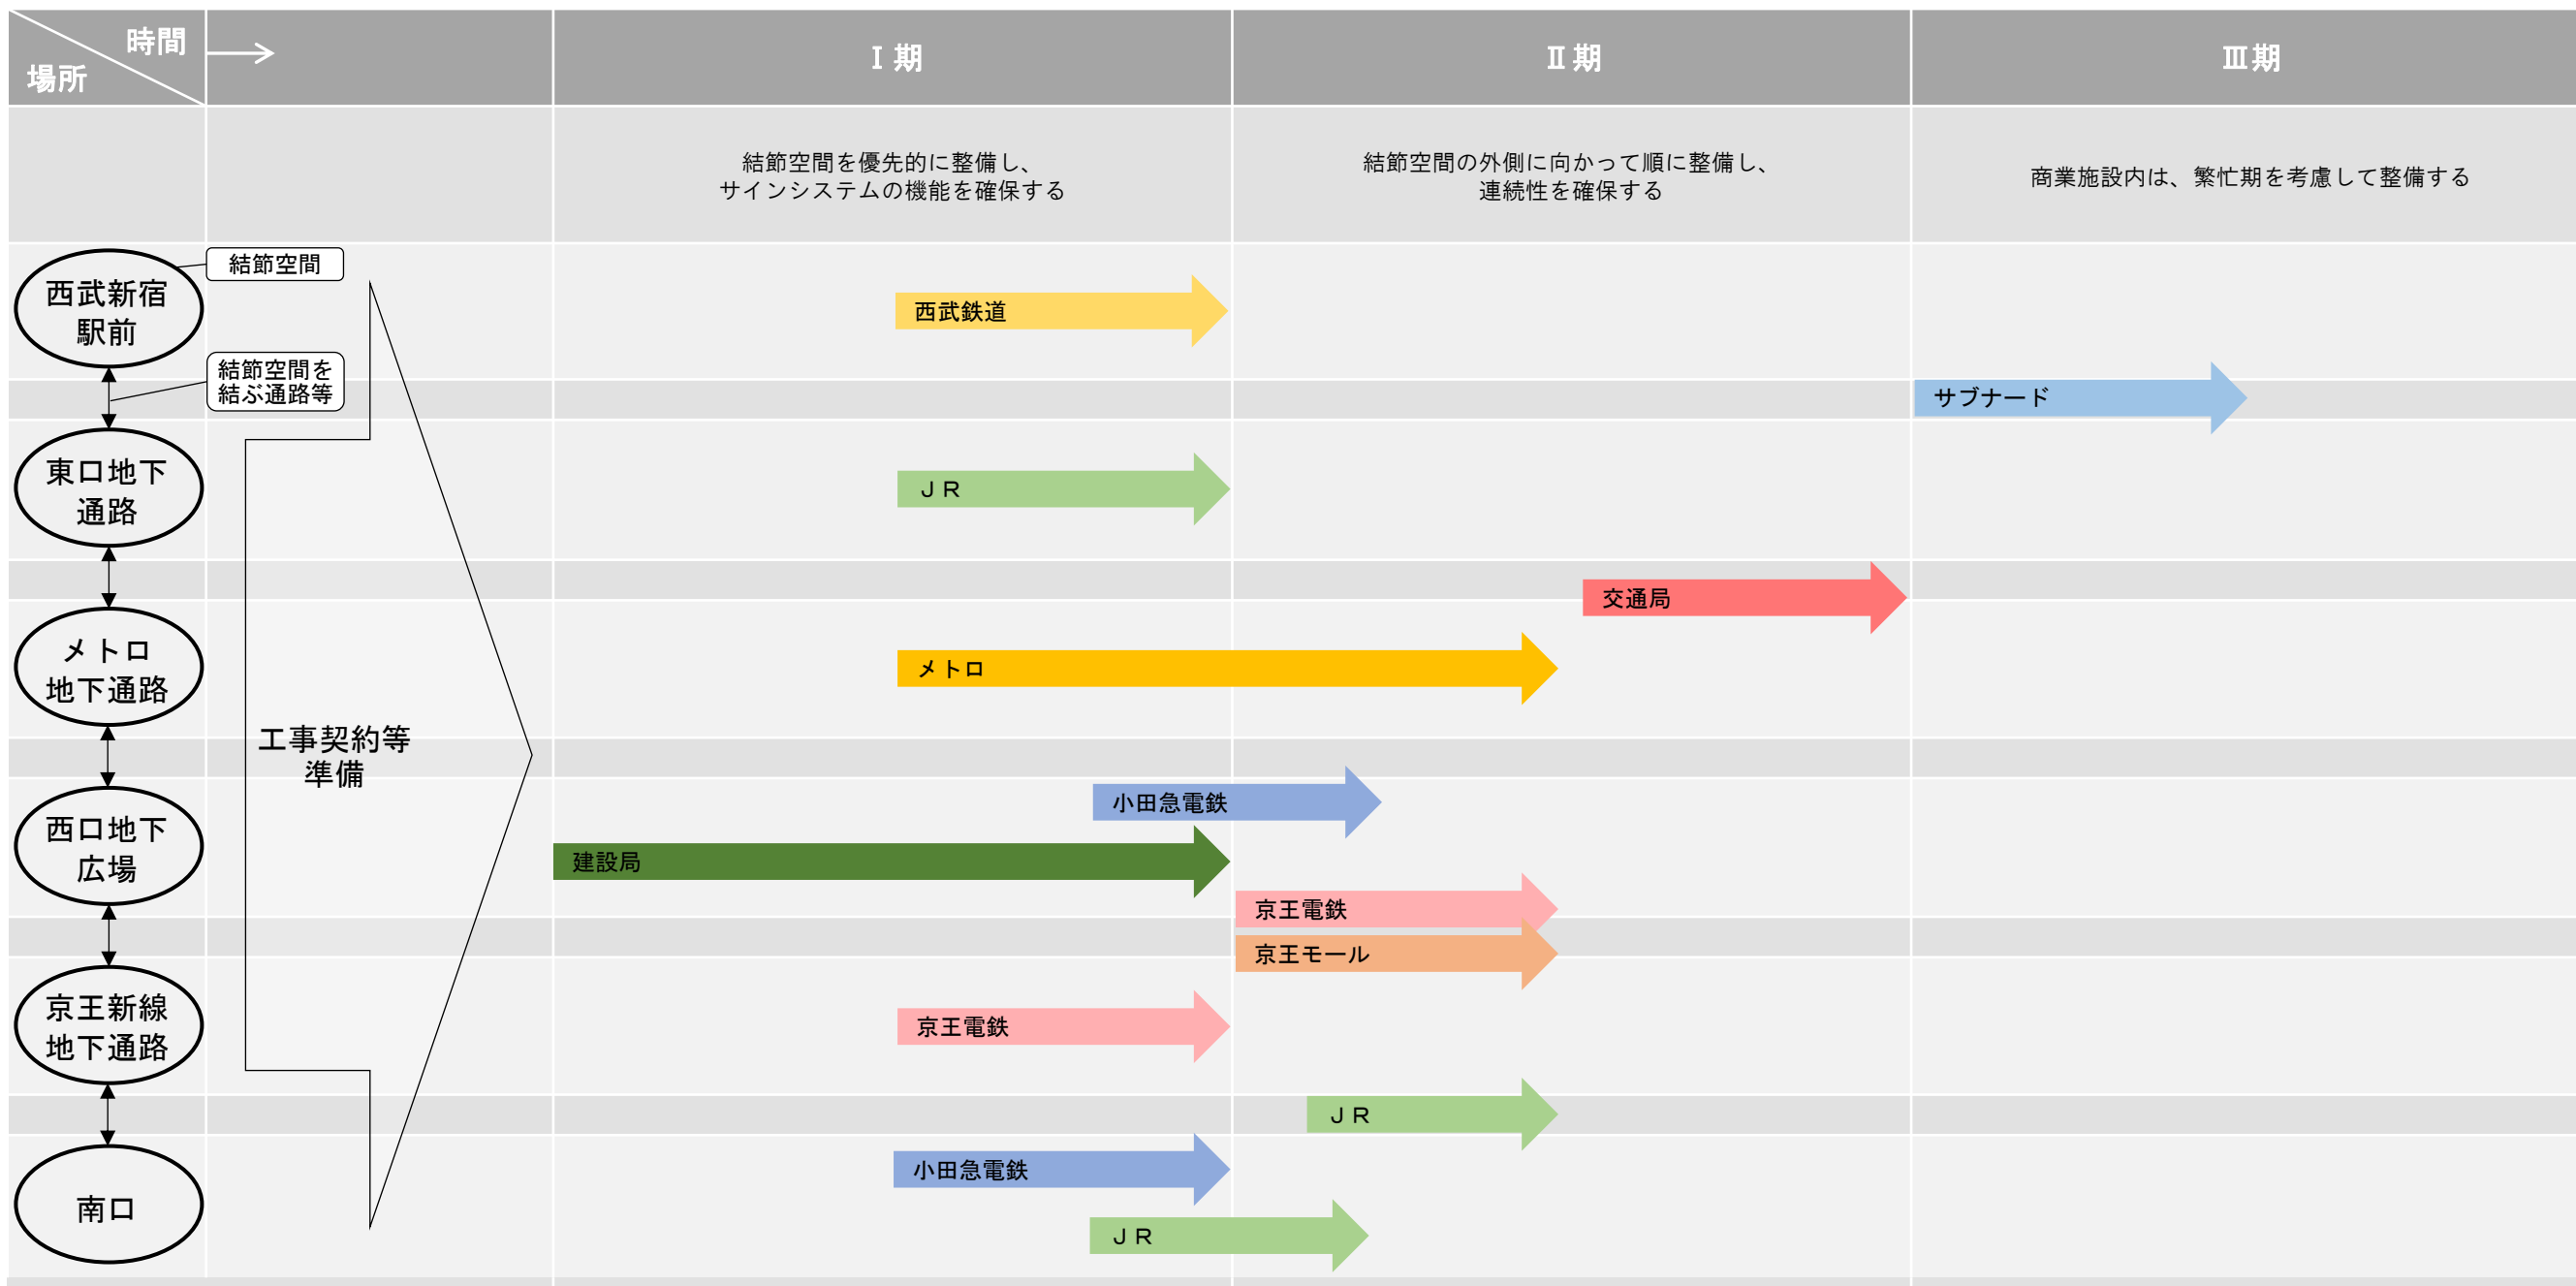 時間
場所
Ⅰ期
Ⅱ期
Ⅲ期
結節空間を優先的に整備し、
サインシステムの機能を確保する
結節空間の外側に向かって順に整備し、
連続性を確保する
商業施設内は、繁忙期を考慮して整備する
西武新宿
駅前
結節空間
西武鉄道
結節空間を
結ぶ通路等
サブナード
東口地下
通路
ＪＲ
交通局
メトロ
地下通路
メトロ
工事契約等
準備
小田急電鉄
西口地下
広場
建設局
京王電鉄
京王モール
京王新線
地下通路
京王電鉄
ＪＲ
小田急電鉄
南口
ＪＲ